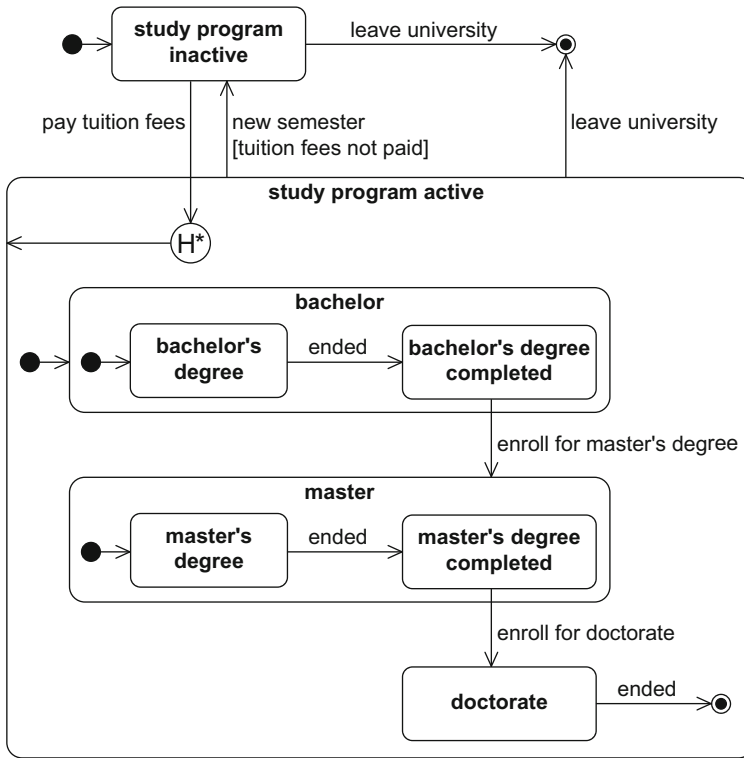 study program
inactive
leave university
pay tuition fees
new semester
[tuition fees not paid]
leave university
study program active
H*
bachelor
bachelor's
degree
ended
bachelor's degree
completed
enroll for master's degree
master
master's
degree
ended
master's degree
completed
enroll for doctorate
doctorate
ended